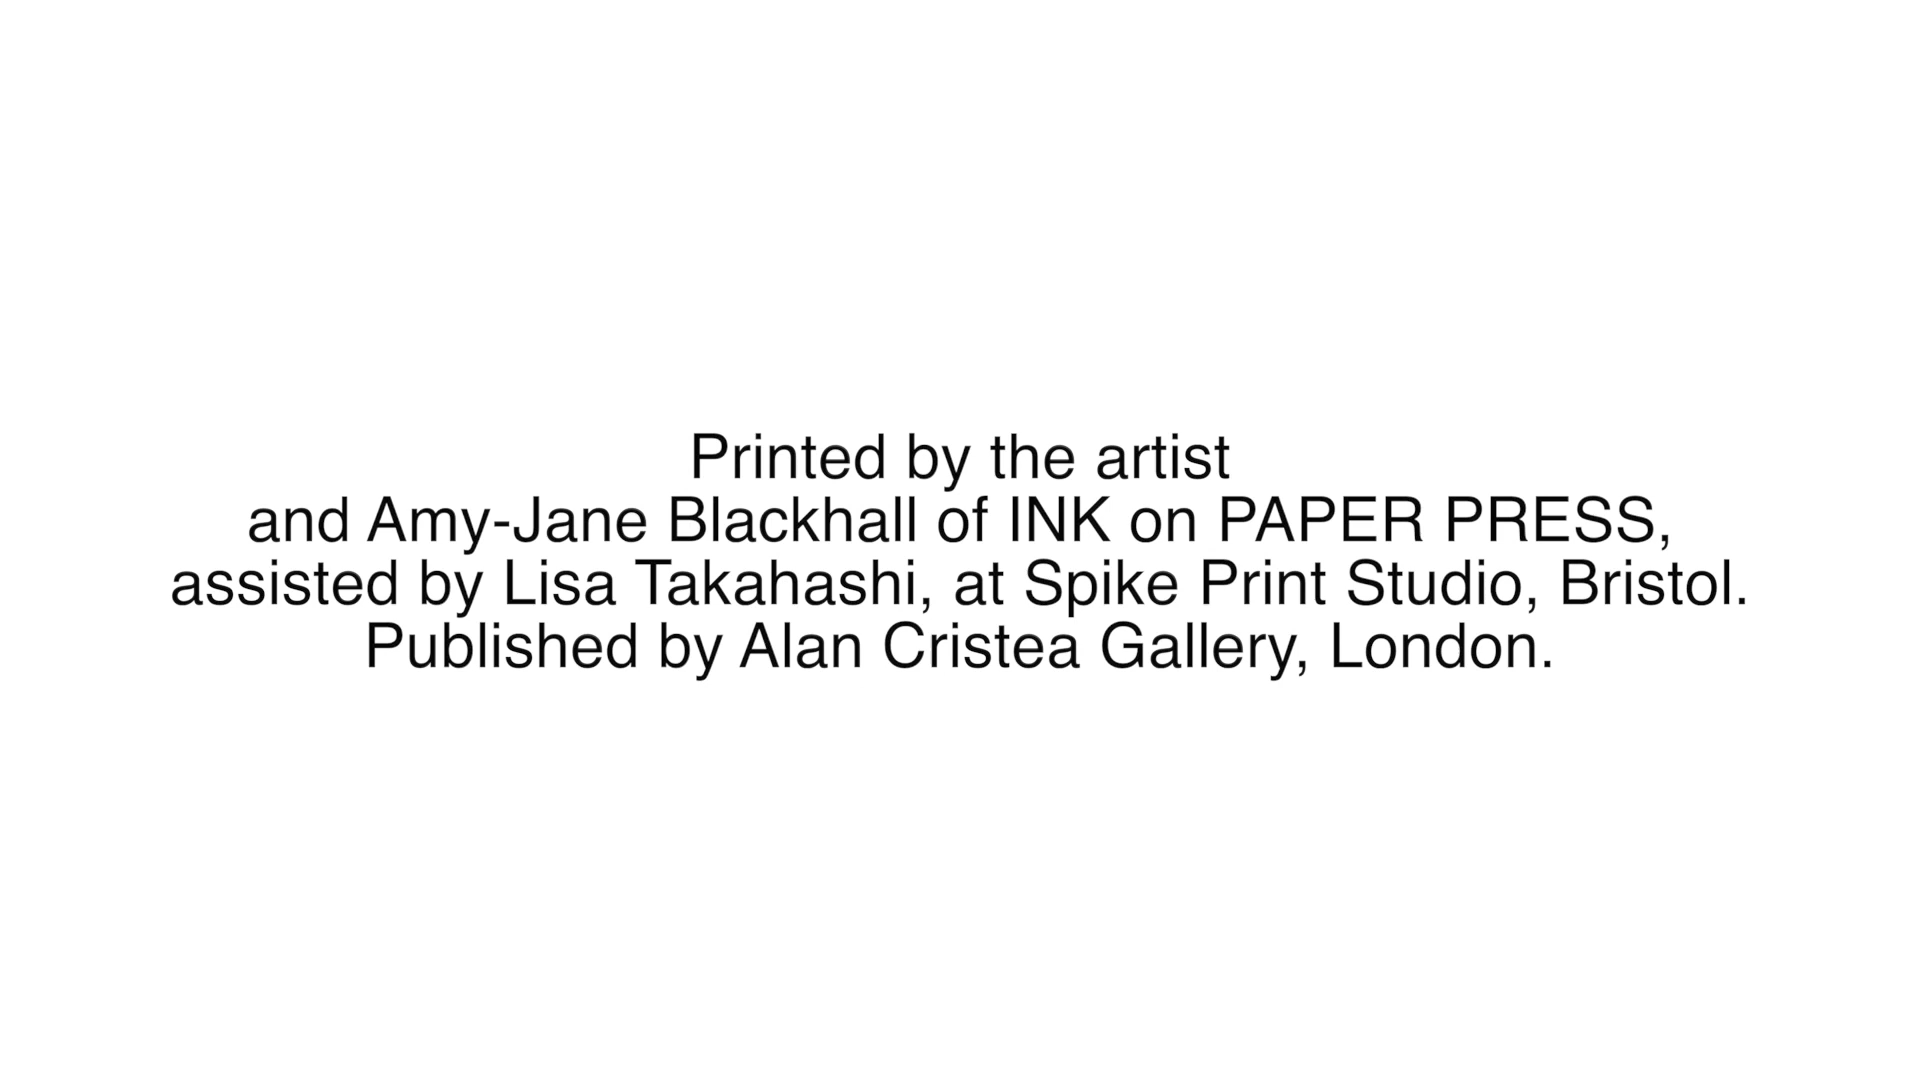 Printed by the artist
and Amy-Jane Blackhall of INK on PAPER PRESS,
assisted by Lisa Takahashi, at Spike Print Studio, Bristol.
Published by Alan Cristea Gallery, London.